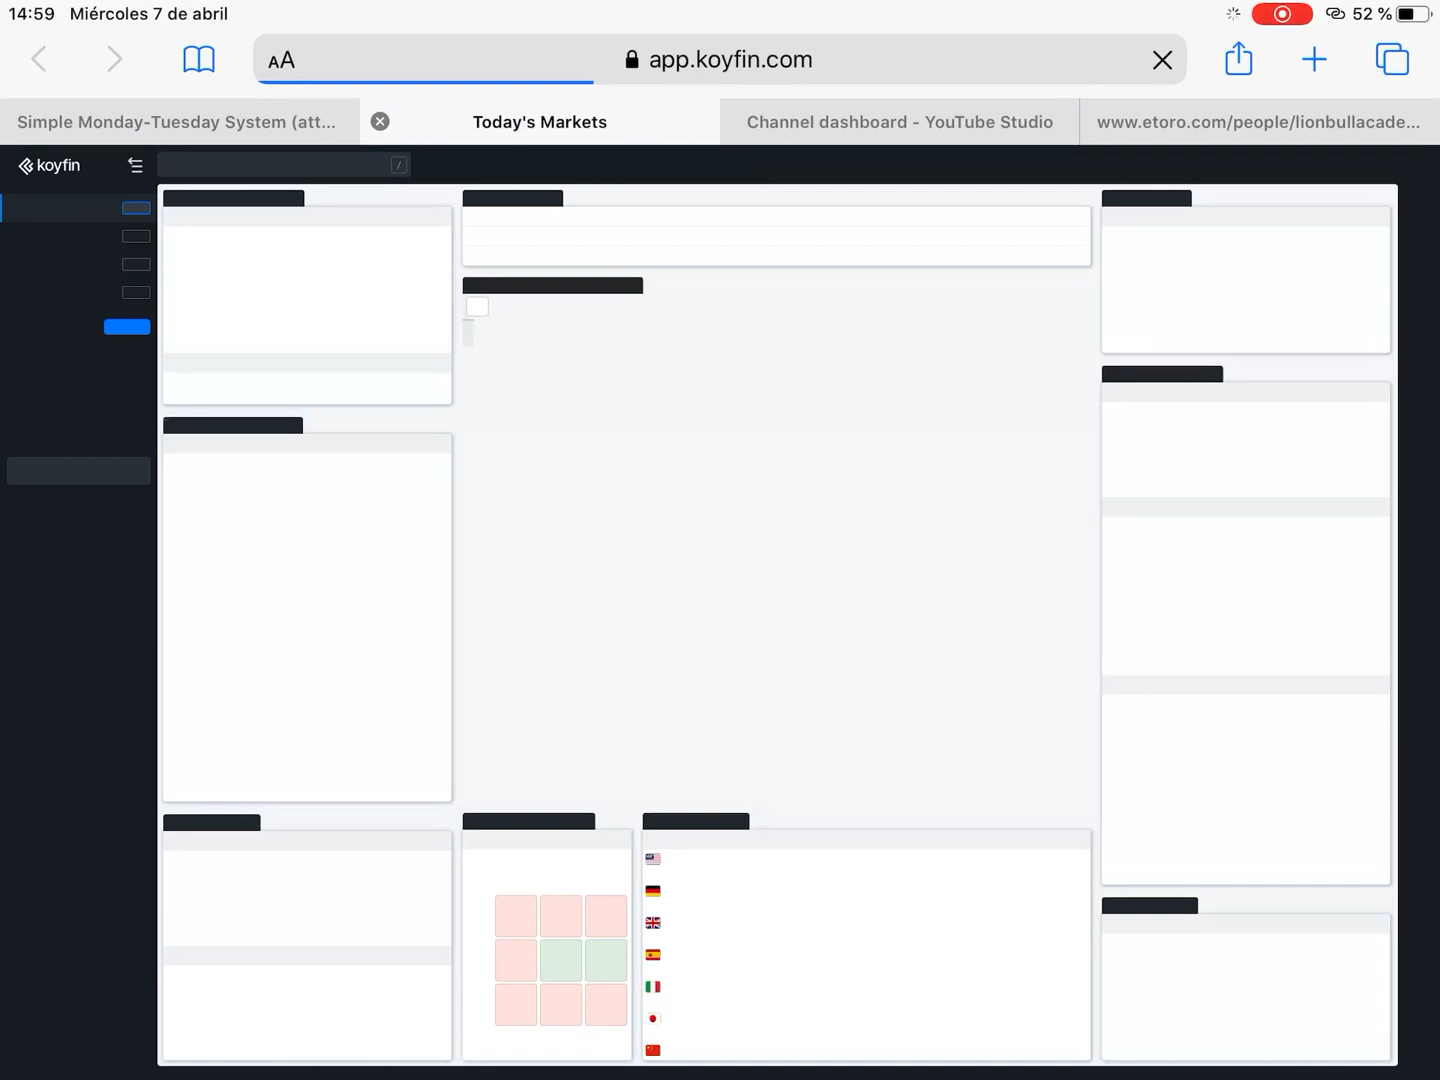 14:59 Miércoles 7 de abril
52 %
AA
app.koyfin.com
Simple Monday-Tuesday System (att...
Today's Markets
Channel dashboard - YouTube Studio
www.etoro.com/people/lionbullacade...
koyfin
/